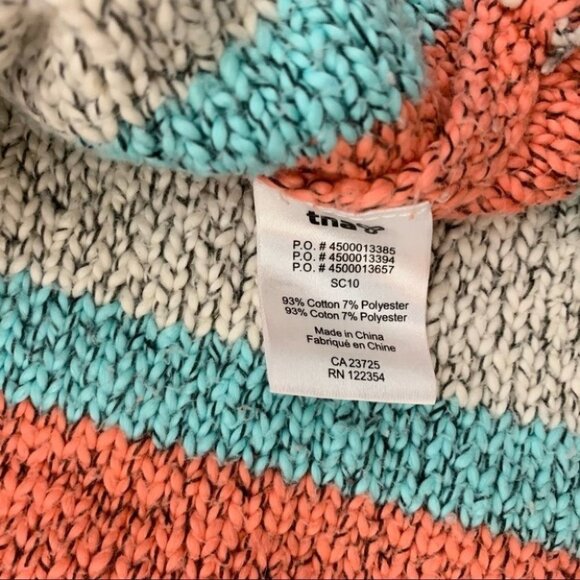 tna
P.O. # 4500013385
P.O. # 4500013394
P.O. # 4500013657
SC10
93% Cotton 7% Polyester
93% Coton 7% Polyester
Made in China
Fabriqué en Chine
CA 23725
RN 122354